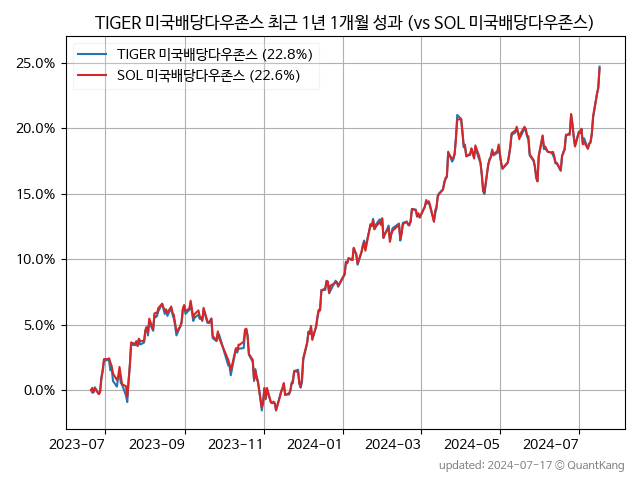 TIGER 미국배당다우존스 최근 1년 1개월 성과 (vs SOL 미국배당다우존스)
TIGER 미국배당다우존스 (22.8%)
SOL 미국배당다우존스 (22.6%)
25.0%
20.0%
15.0%
10.0%
5.0%
0.0%
2023-07 2023-09 2023-11 2024-01 2024-03 2024-05 2024-07
updated: 2024-07-17 © QuantKang